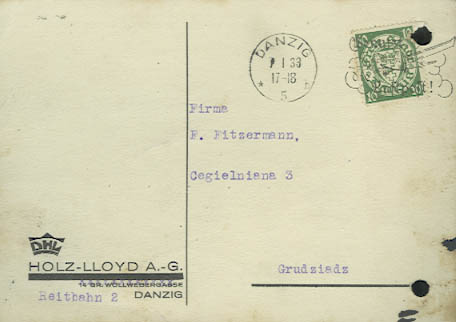 DANZIG
7 1 33
17-18
* b
5
Firma
F. Fitzermann,
Cegielniana 3
DHL
HOLZ-LLOYD A.-G.
14 GR. WOLLWEBERGASSE
Reitbahn 2 DANZIG
Grudziadz